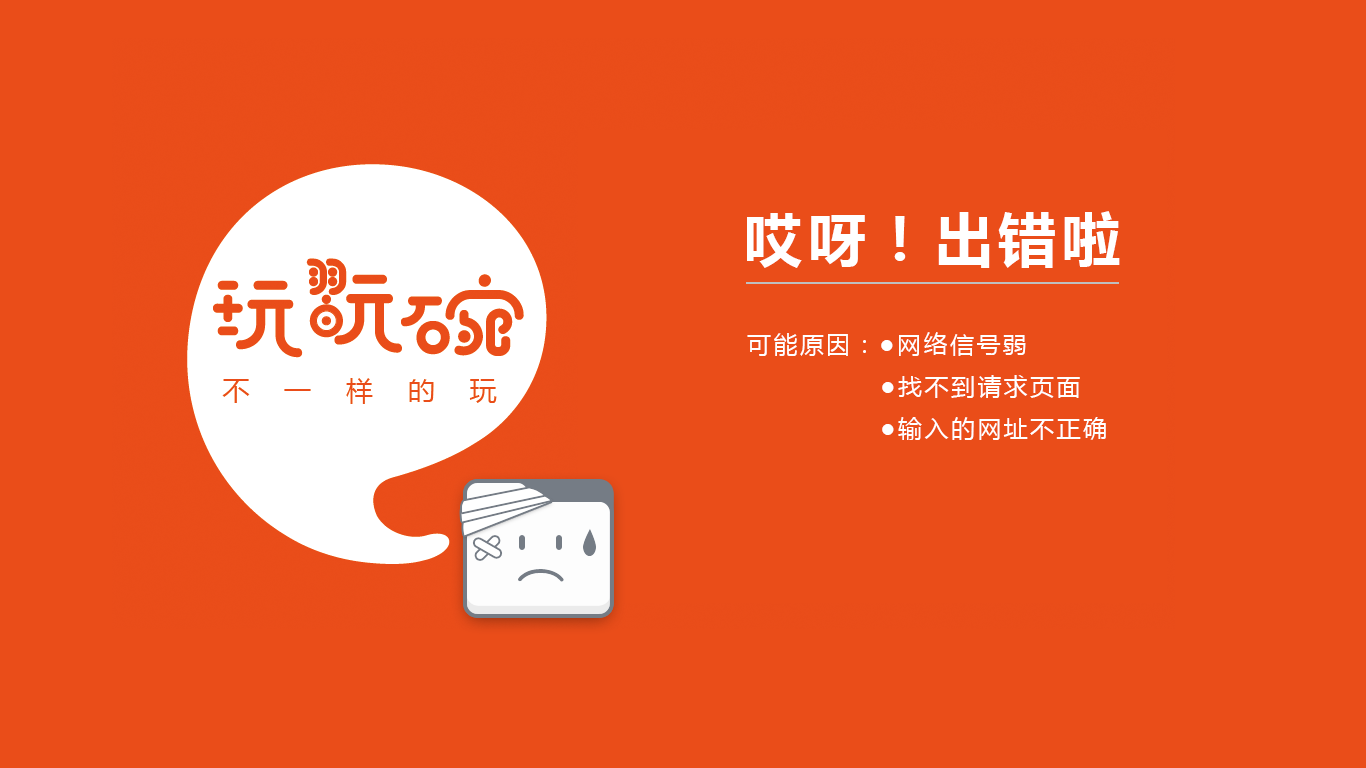 玩翫碗
不一样的玩
哎呀！出错啦
可能原因：●网络信号弱
●找不到请求页面
●输入的网址不正确